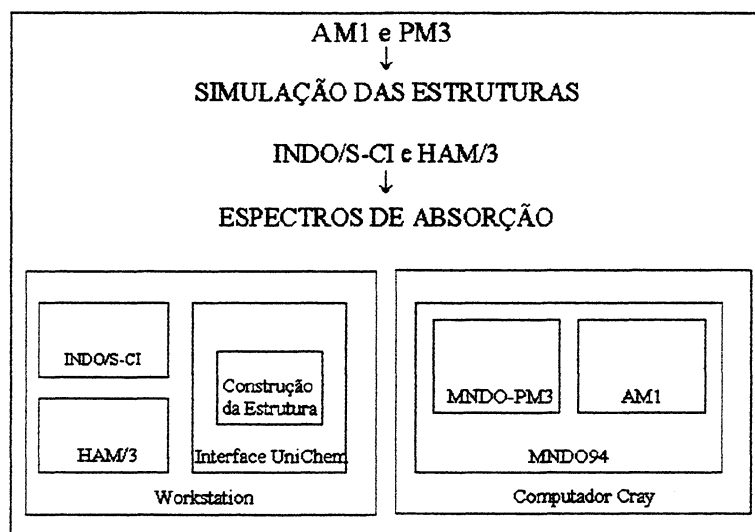 AM1 e PM3
↓
SIMULAÇÃO DAS ESTRUTURAS
INDO/S-CI e HAM/3
↓
ESPECTROS DE ABSORÇÃO
INDO/S-CI
HAM/3
Construção
da Estrutura
Interface UniChem
Workstation
MNDO-PM3
AM1
MNDO94
Computador Cray